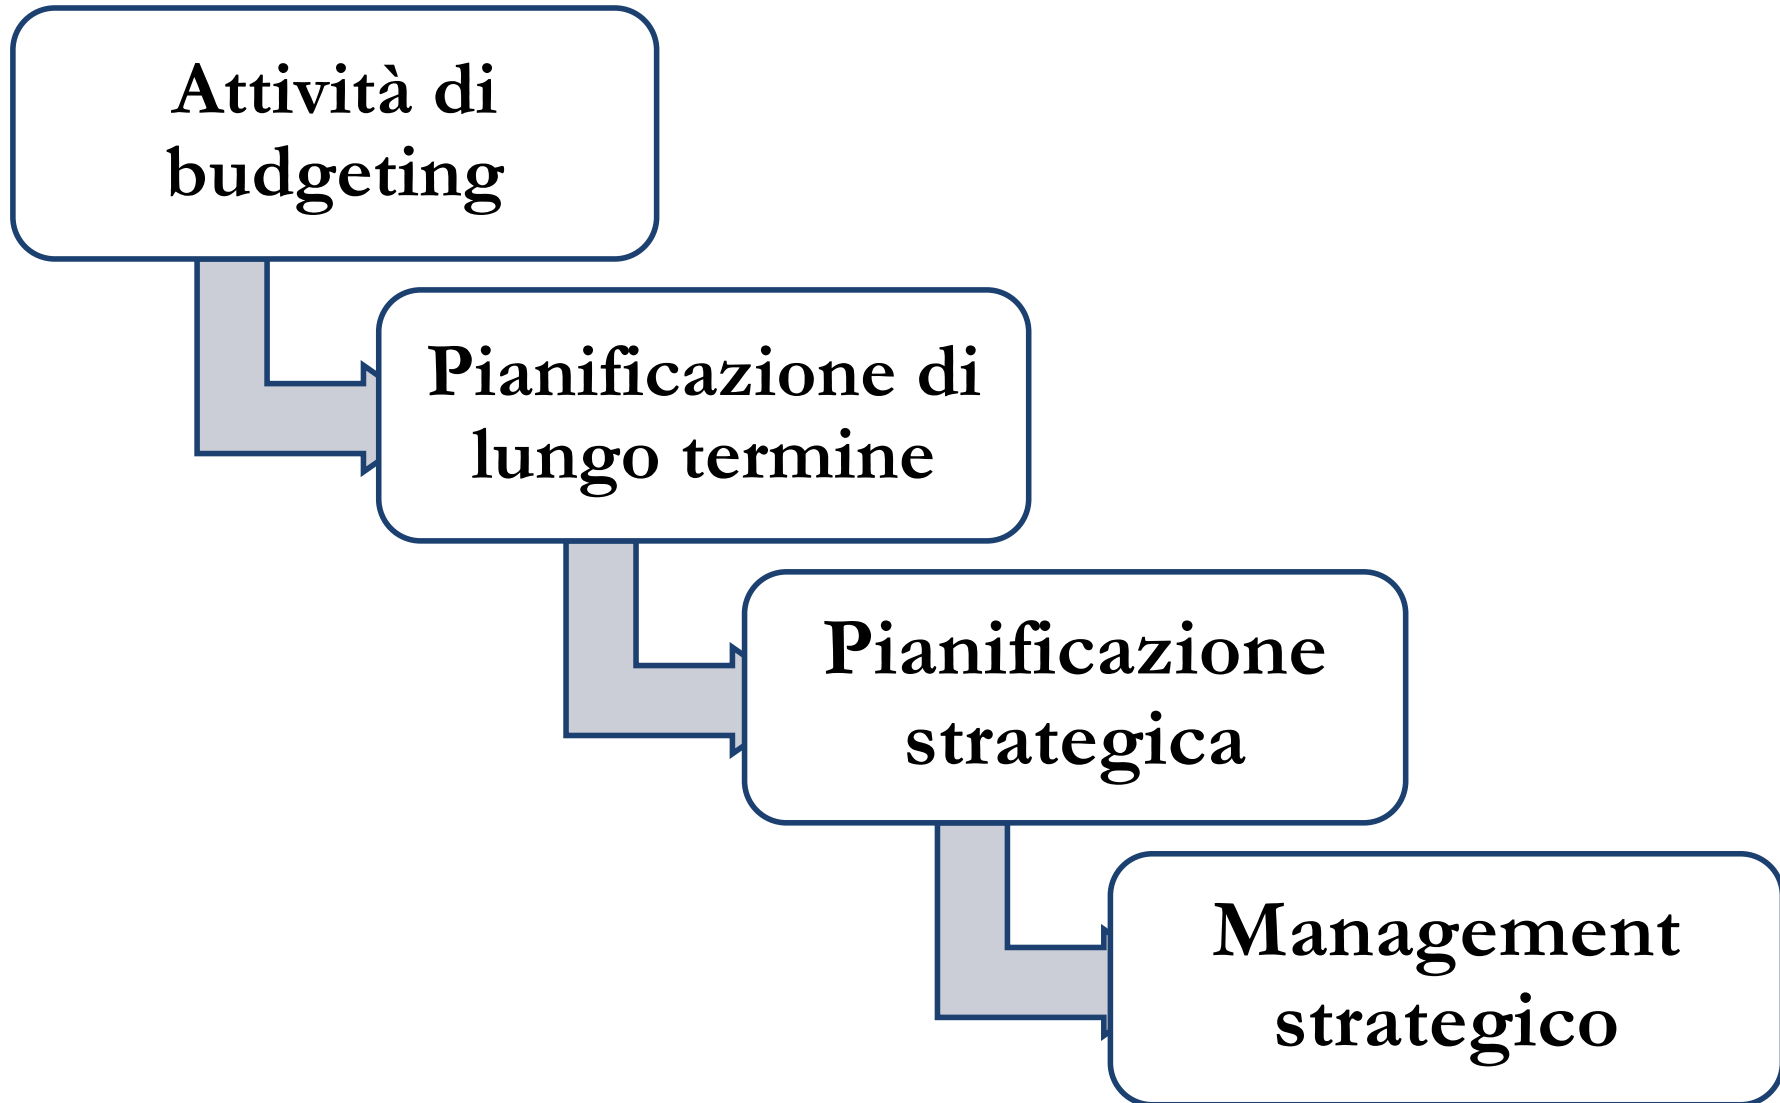 Attività di
budgeting
Pianificazione di
lungo termine
Pianificazione
strategica
Management
strategico